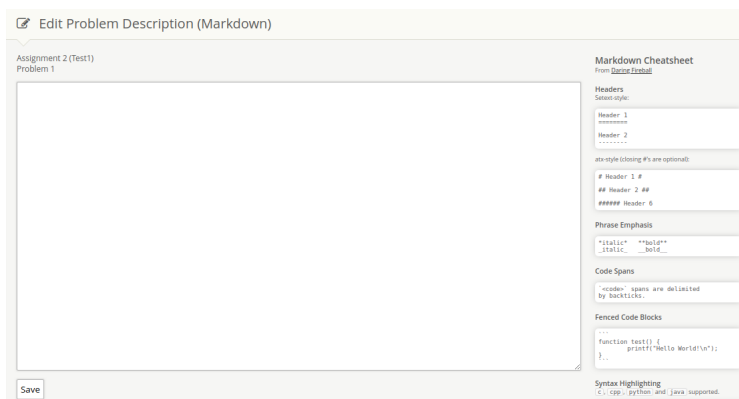 Edit Problem Description (Markdown)
Assignment 2 (Test1)
Problem 1
Save
Markdown Cheatsheet
From Daring Fireball
Headers
Setext-style:
Header 1
========
Header 2
--------
atx-style (closing #'s are optional):
# Header 1 #
## Header 2 ##
###### Header 6
Phrase Emphasis
*italic*   **bold**
_italic_   __bold__
Code Spans
`<code>` spans are delimited
by backticks.
Fenced Code Blocks
```
function test() {
        printf("Hello World!\n");
}
```
Syntax Highlighting
c , cpp , python and java supported.